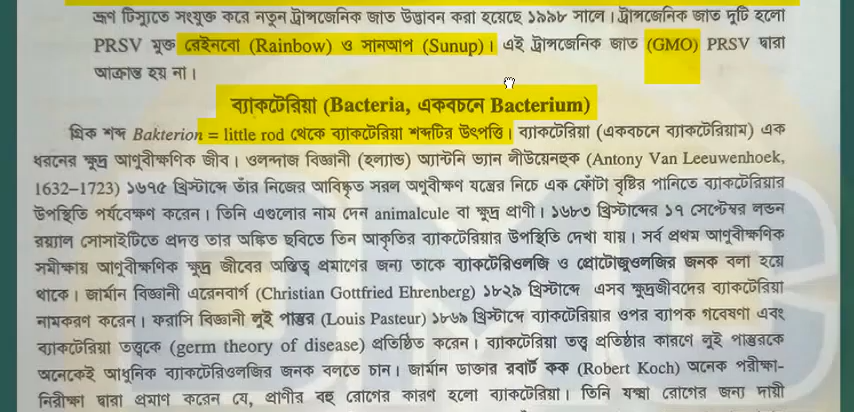 ভ্রূণ টিস্যুতে সংযুক্ত করে নতুন ট্রান্সজেনিক জাত উদ্ভাবন করা হয়েছে ১৯৯৮ সালে। ট্রান্সজেনিক জাত দুটি হলো
PRSV মুক্ত রেইনবো (Rainbow) ও সানআপ (Sunup)। এই ট্রান্সজেনিক জাত (GMO) PRSV দ্বারা
আক্রান্ত হয় না।
ব্যাকটেরিয়া (Bacteria, একবচনে Bacterium)
গ্রিক শব্দ Bakterion = little rod থেকে ব্যাকটেরিয়া শব্দটির উৎপত্তি। ব্যাকটেরিয়া (একবচনে ব্যাকটেরিয়াম) এক
ধরনের ক্ষুদ্র আণুবীক্ষণিক জীব। ওলন্দাজ বিজ্ঞানী (হল্যান্ড) অ্যান্টনি ভ্যান লীউয়েনহুক (Antony Van Leeuwenhoek,
1632–1723) ১৬৭৫ খ্রিস্টাব্দে তাঁর নিজের আবিষ্কৃত সরল অণুবীক্ষণ যন্ত্রের নিচে এক ফোঁটা বৃষ্টির পানিতে ব্যাকটেরিয়ার
উপস্থিতি পর্যবেক্ষণ করেন। তিনি এগুলোর নাম দেন animalcule বা ক্ষুদ্র প্রাণী। ১৬৮৩ খ্রিস্টাব্দের ১৭ সেপ্টেম্বর লন্ডন
রয়্যাল সোসাইটিতে প্রদত্ত তার অঙ্কিত ছবিতে তিন আকৃতির ব্যাকটেরিয়ার উপস্থিতি দেখা যায়। সর্ব প্রথম আণুবীক্ষণিক
সমীক্ষায় আণুবীক্ষণিক ক্ষুদ্র জীবের অস্তিত্ব প্রমাণের জন্য তাকে ব্যাকটেরিওলজি ও প্রোটোজুওলজির জনক বলা হয়ে
থাকে। জার্মান বিজ্ঞানী এরেনবার্গ (Christian Gottfried Ehrenberg) ১৮২৯ খ্রিস্টাব্দে এসব ক্ষুদ্রজীবদের ব্যাকটেরিয়া
নামকরণ করেন। ফরাসি বিজ্ঞানী লুই পাস্তুর (Louis Pasteur) ১৮৬৯ খ্রিস্টাব্দে ব্যাকটেরিয়ার ওপর ব্যাপক গবেষণা এবং
ব্যাকটেরিয়া তত্ত্বকে (germ theory of disease) প্রতিষ্ঠিত করেন। ব্যাকটেরিয়া তত্ত্ব প্রতিষ্ঠার কারণে লুই পাস্তুরকে
অনেকেই আধুনিক ব্যাকটেরিওলজির জনক বলতে চান। জার্মান ডাক্তার রবার্ট কক (Robert Koch) অনেক পরীক্ষা-
নিরীক্ষা দ্বারা প্রমাণ করেন যে, প্রাণীর বহু রোগের কারণ হলো ব্যাকটেরিয়া। তিনি যক্ষ্মা রোগের জন্য দায়ী